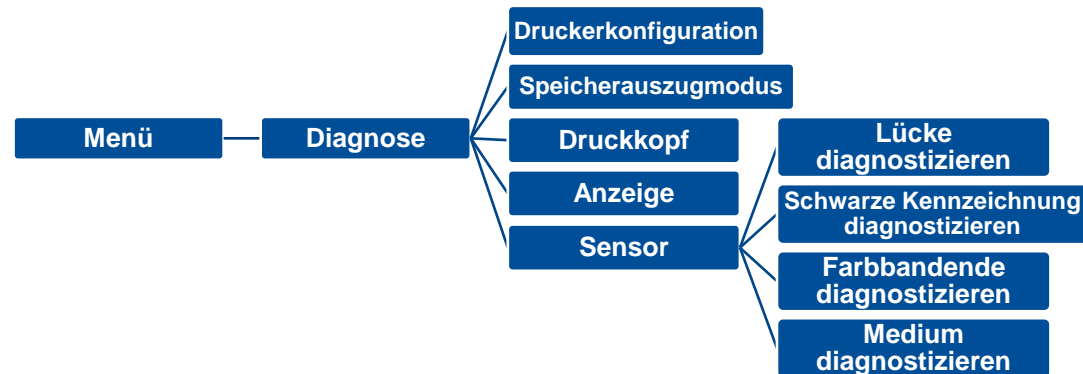 Druckerkonfiguration
Speicherauszugmodus
Menü
Diagnose
Druckkopf
Anzeige
Sensor
Lücke
diagnostizieren
Schwarze Kennzeichnung
diagnostizieren
Farbbandende
diagnostizieren
Medium
diagnostizieren